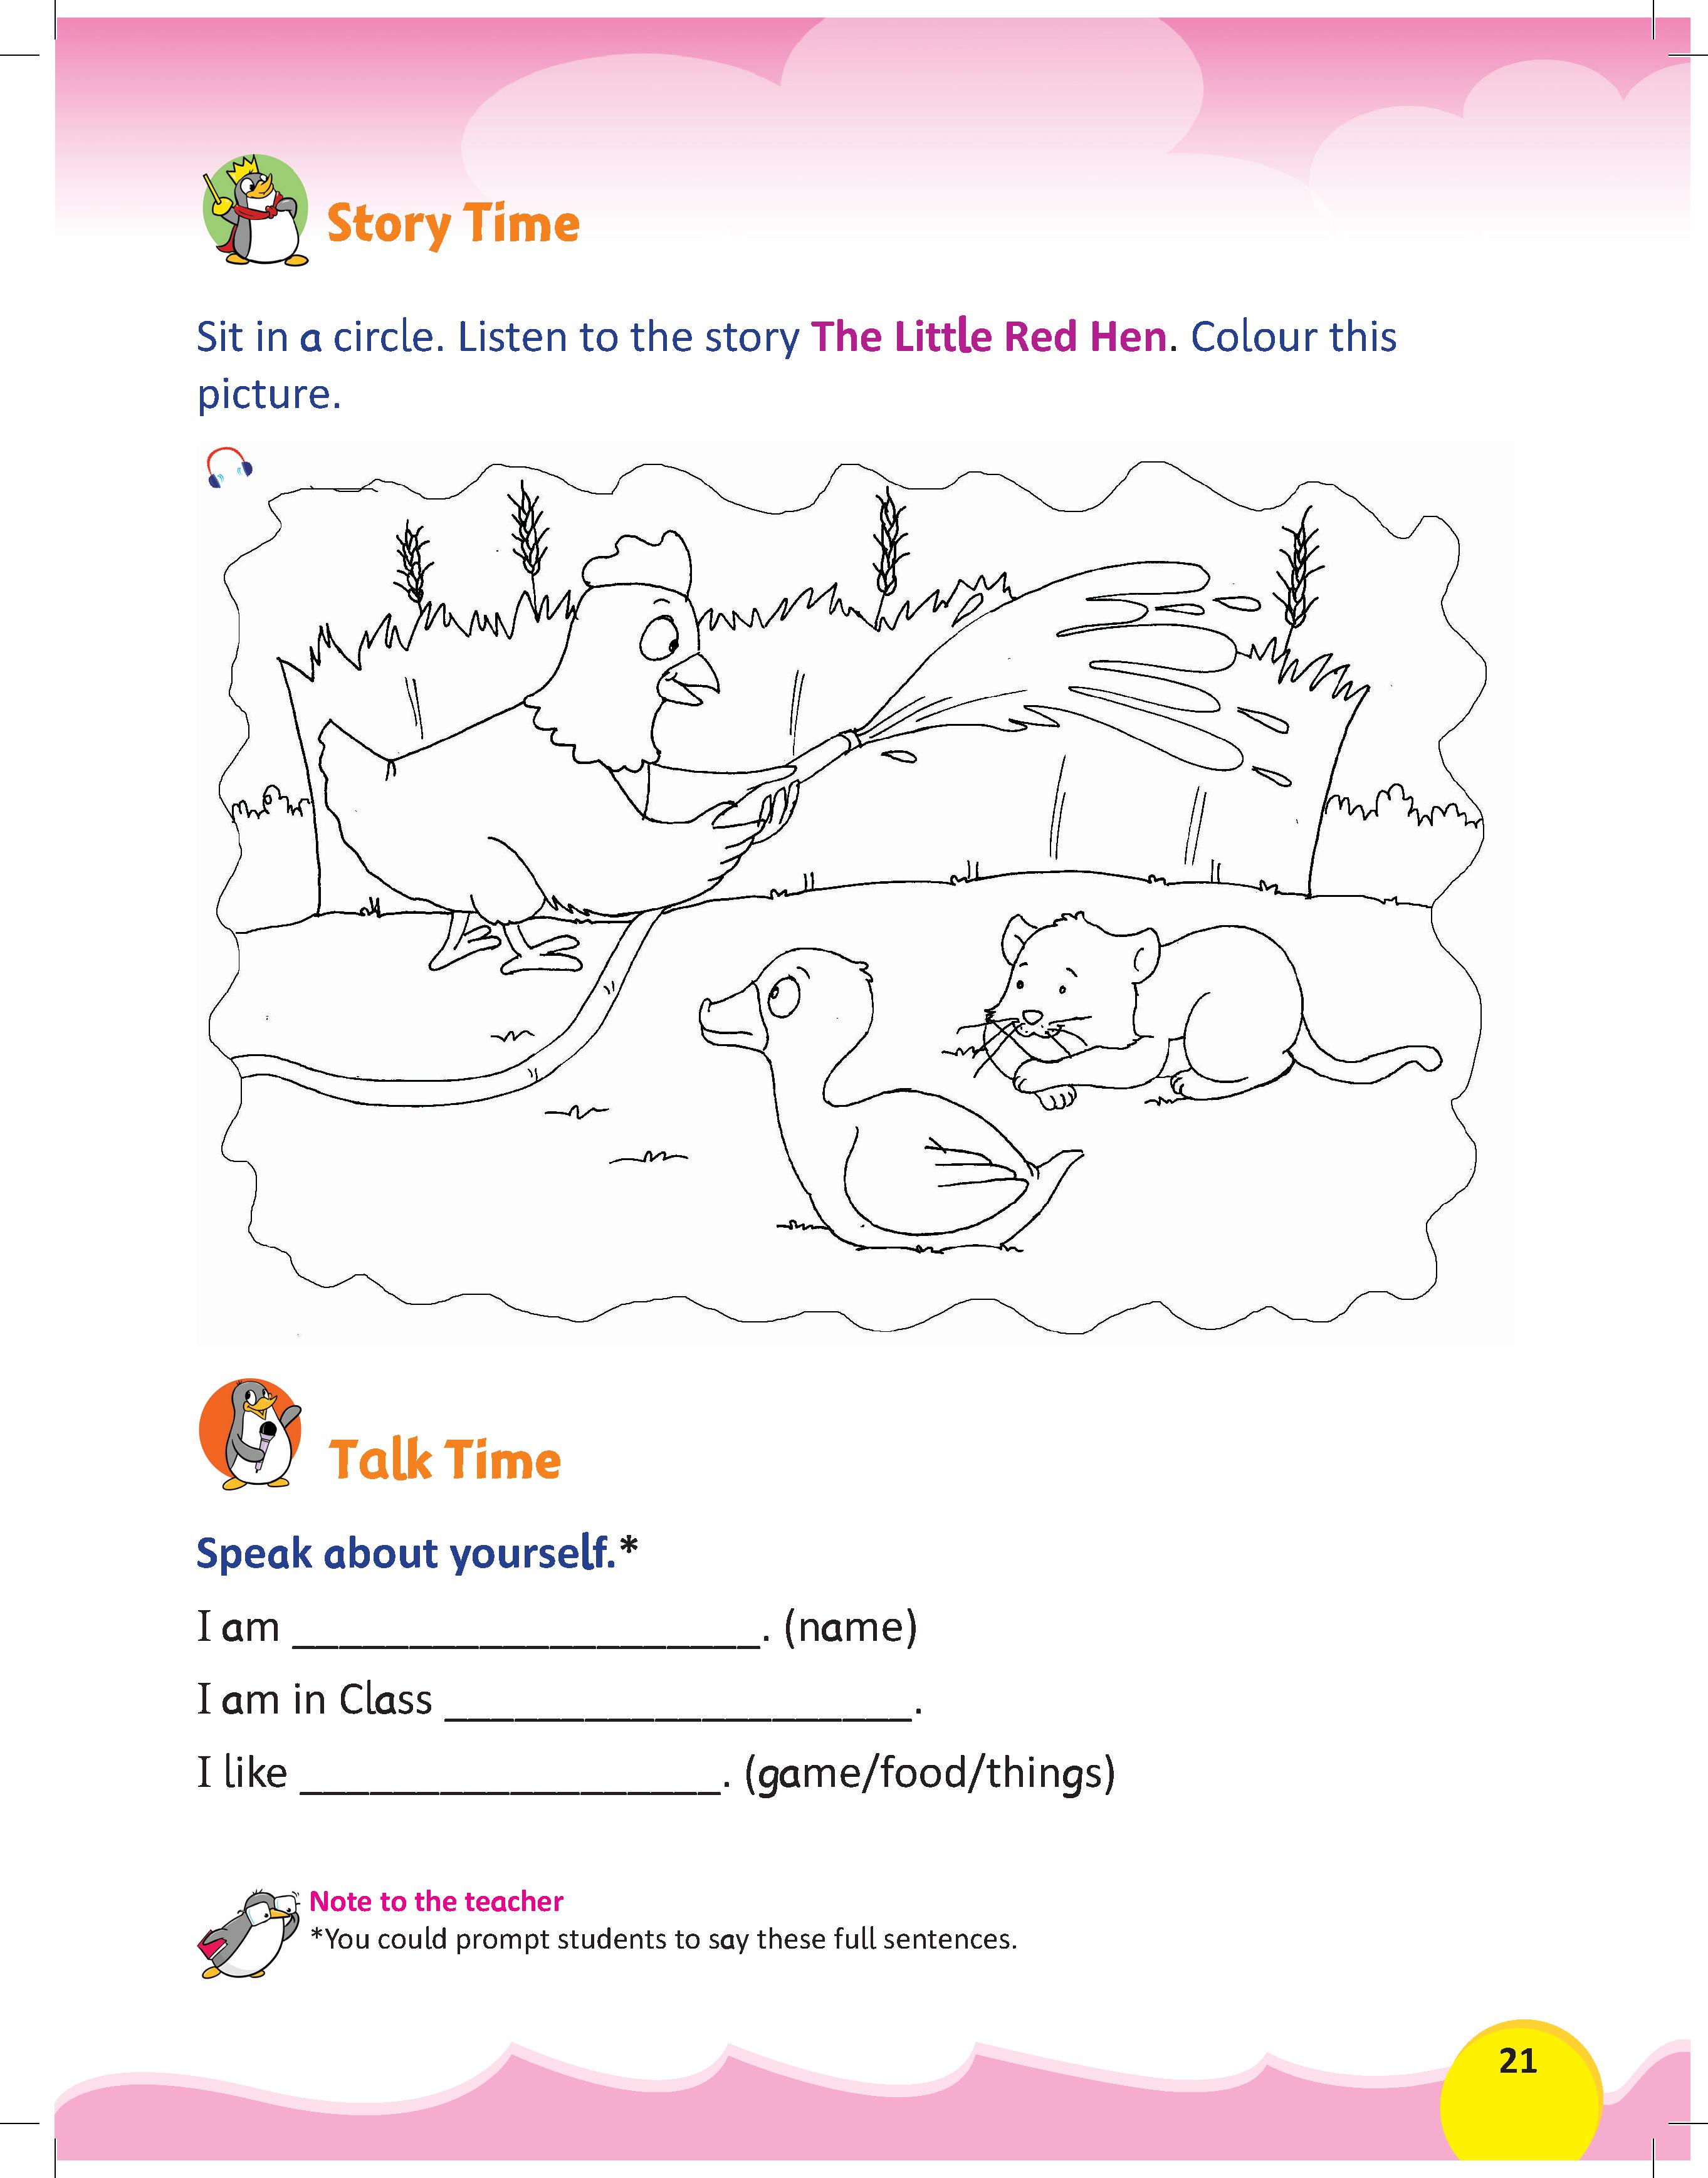 Story Time
Sit in a circle. Listen to the story The Little Red Hen. Colour this
picture.
Talk Time
Speak about yourself.*
I am ____________________. (name)
I am in Class ____________________.
I like __________________. (game/food/things)
Note to the teacher
*You could prompt students to say these full sentences.
21